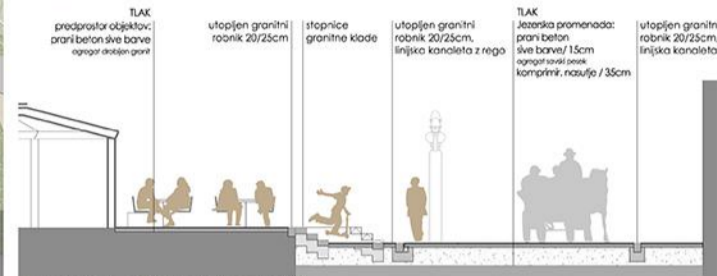 TLAK
predprostor objektov:
prani beton sive barve
agregat drobljen granit
utopljen granitni
robnik 20/25cm
stopnice
granitne klade
utopljen granitni
robnik 20/25cm,
linijska kanaleta z rego
TLAK
Jezerska promenada:
prani beton
sive barve/ 15cm
agregat savski pesek
komprimir. nasutje / 35cm
utopljen granitn
robnik 20/25cm,
linijska kanaleta